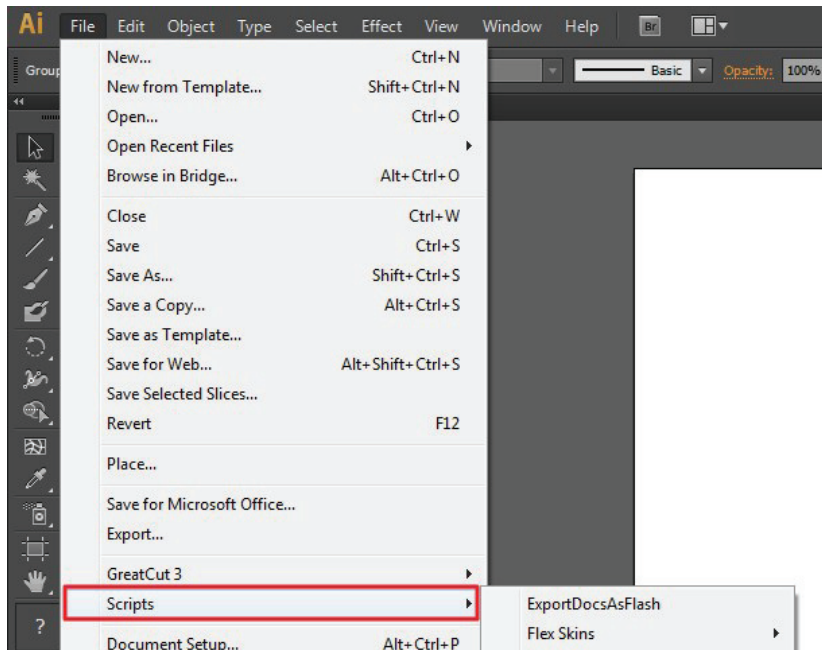 Ai File Edit Object Type Select Effect View Window Help Br
Group Basic Opacity: 100%
New... Ctrl+N
New from Template... Shift+Ctrl+N
Open... Ctrl+O
Open Recent Files
Browse in Bridge... Alt+Ctrl+O
Close Ctrl+W
Save Ctrl+S
Save As... Shift+Ctrl+S
Save a Copy... Alt+Ctrl+S
Save as Template...
Save for Web... Alt+Shift+Ctrl+S
Save Selected Slices...
Revert F12
Place...
Save for Microsoft Office...
Export...
GreatCut 3
Scripts ExportDocsAsFlash
? Flex Skins
Document Setup... Alt+Ctrl+P